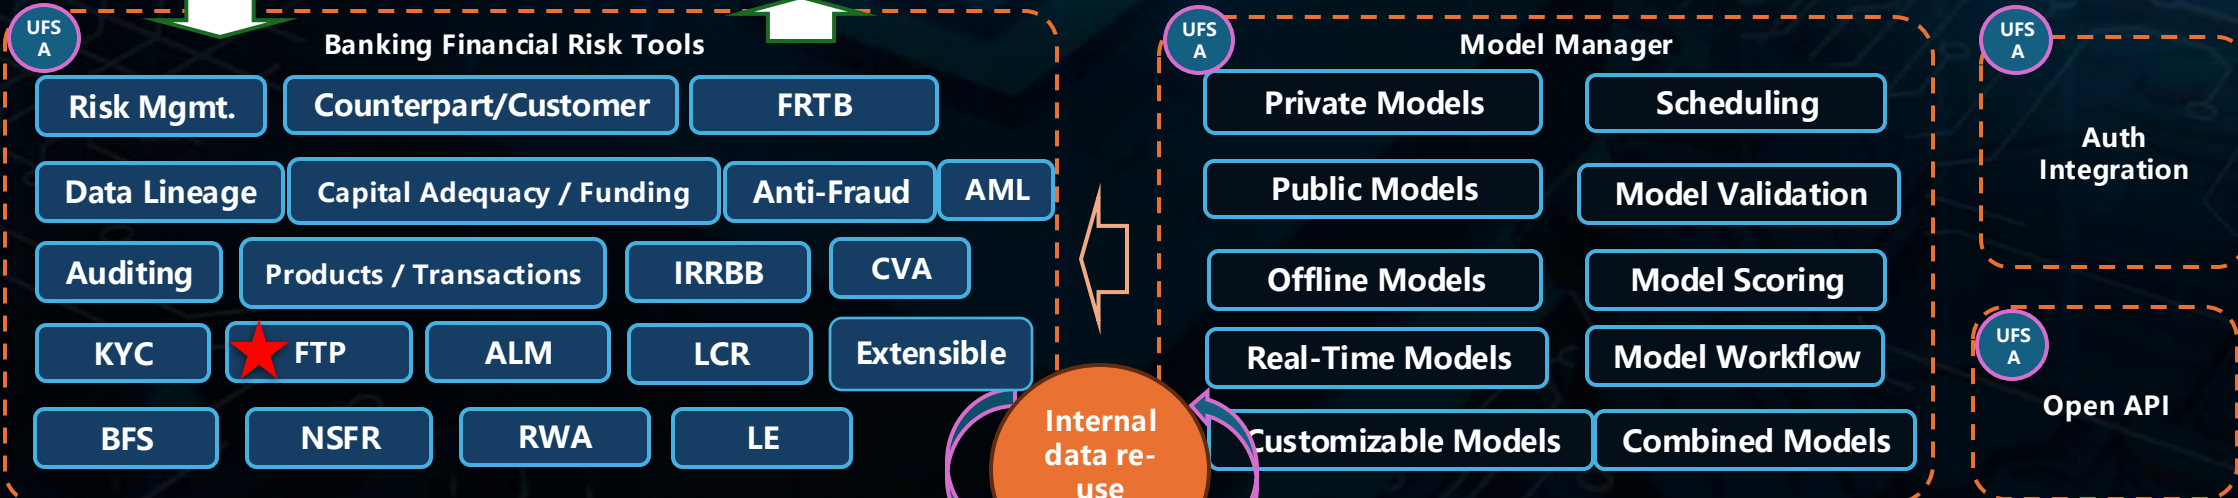 UFS
A
Banking Financial Risk Tools
Risk Mgmt.
Counterpart/Customer
FRTB
Data Lineage
Capital Adequacy / Funding
Anti-Fraud
AML
Auditing
Products / Transactions
IRRBB
CVA
KYC
FTP
ALM
LCR
Extensible
BFS
NSFR
RWA
LE
Internal
data re-
use
UFS
A
Model Manager
Private Models
Scheduling
Public Models
Model Validation
Offline Models
Model Scoring
Real-Time Models
Model Workflow
Customizable Models
Combined Models
UFS
A
Auth
Integration
UFS
A
Open API